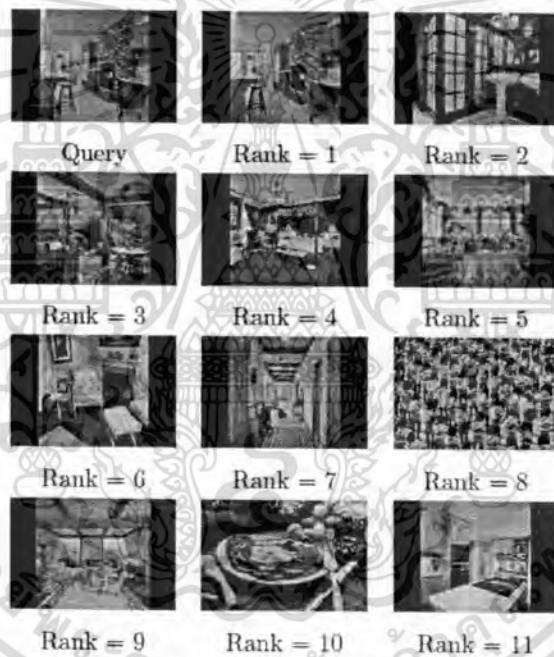 Query Rank = 1 Rank = 2
Rank = 3 Rank = 4 Rank = 5
Rank = 6 Rank = 7 Rank = 8
Rank = 9 Rank = 10 Rank = 11